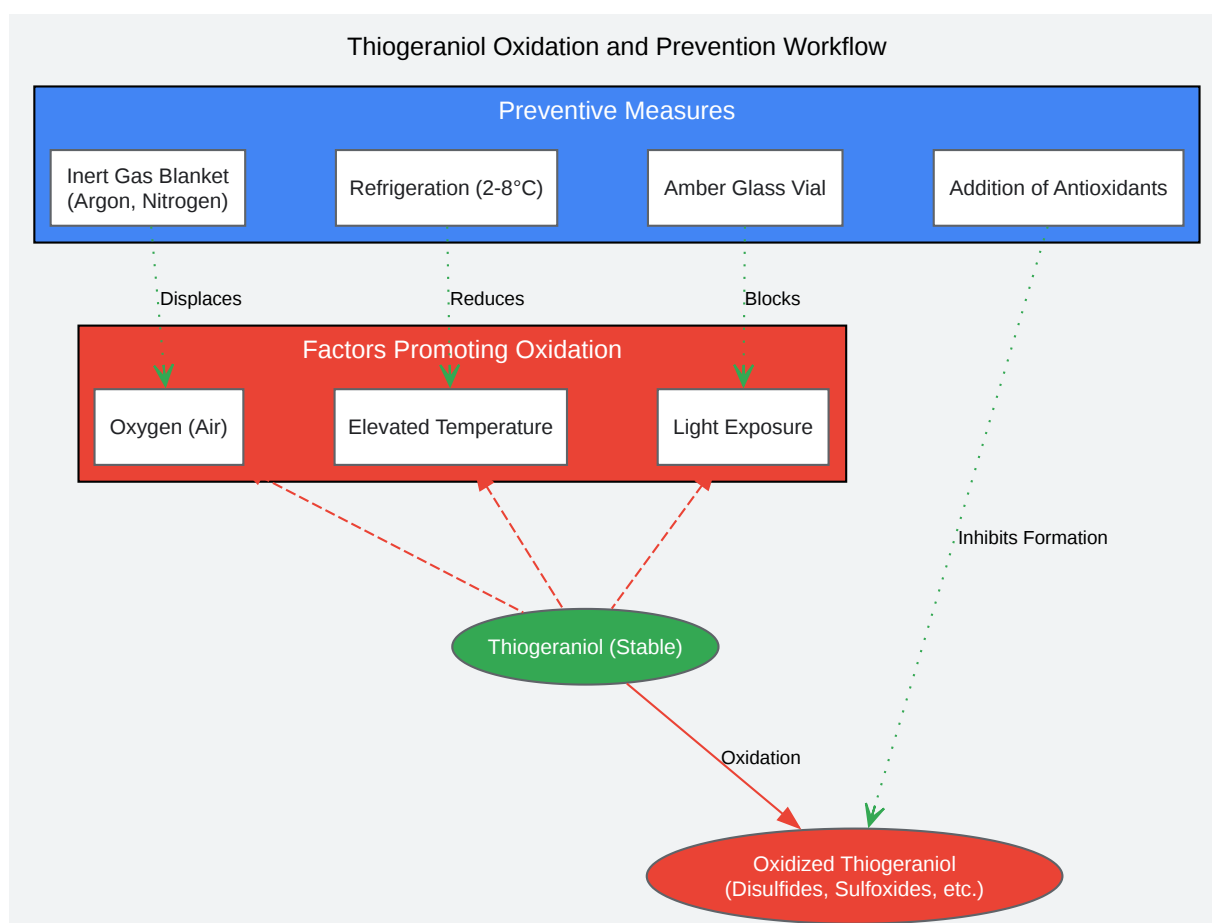 Thiogeraniol Oxidation and Prevention Workflow
Preventive Measures
Inert Gas Blanket
(Argon, Nitrogen)
Refrigeration (2-8°C)
Amber Glass Vial
Addition of Antioxidants
Displaces
Reduces
Blocks
Factors Promoting Oxidation
Oxygen (Air)
Elevated Temperature
Light Exposure
Inhibits Formation
Thiogeraniol (Stable)
Oxidation
Oxidized Thiogeraniol
(Disulfides, Sulfoxides, etc.)